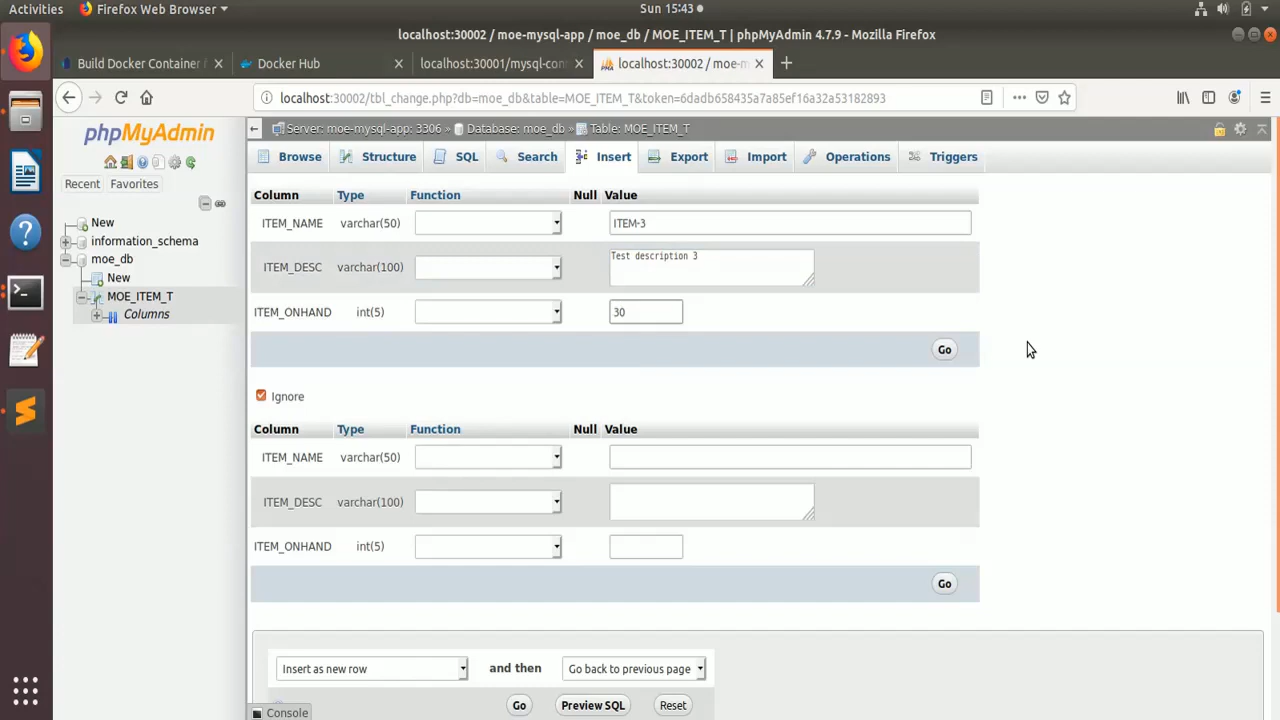 Activities Firefox Web Browser Sun 15:43
localhost:30002 / moe-mysql-app / moe_db / MOE_ITEM_T | phpMyAdmin 4.7.9 - Mozilla Firefox
Build Docker Container / Docker Hub localhost:30001/mysql-con localhost:30002 / moe-m
localhost:30002/tbl_change.php?db=moe_db&table=MOE_ITEM_T&token=6dadb658435a7a85ef16a32a53182893
phpMyAdmin
Recent Favorites
New
information_schema
moe_db
New
MOE_ITEM_T
Columns
Server: moe-mysql-app: 3306 » Database: moe_db » Table: MOE_ITEM_T
Browse Structure SQL Search Insert Export Import Operations Triggers
Column Type Function Null Value
ITEM_NAME varchar(50) ITEM-3
ITEM_DESC varchar(100) Test description 3
ITEM_ONHAND int(5) 30
Go
Ignore
Column Type Function Null Value
ITEM_NAME varchar(50)
ITEM_DESC varchar(100)
ITEM_ONHAND int(5)
Go
Insert as new row and then Go back to previous page
Go Preview SQL Reset
Console